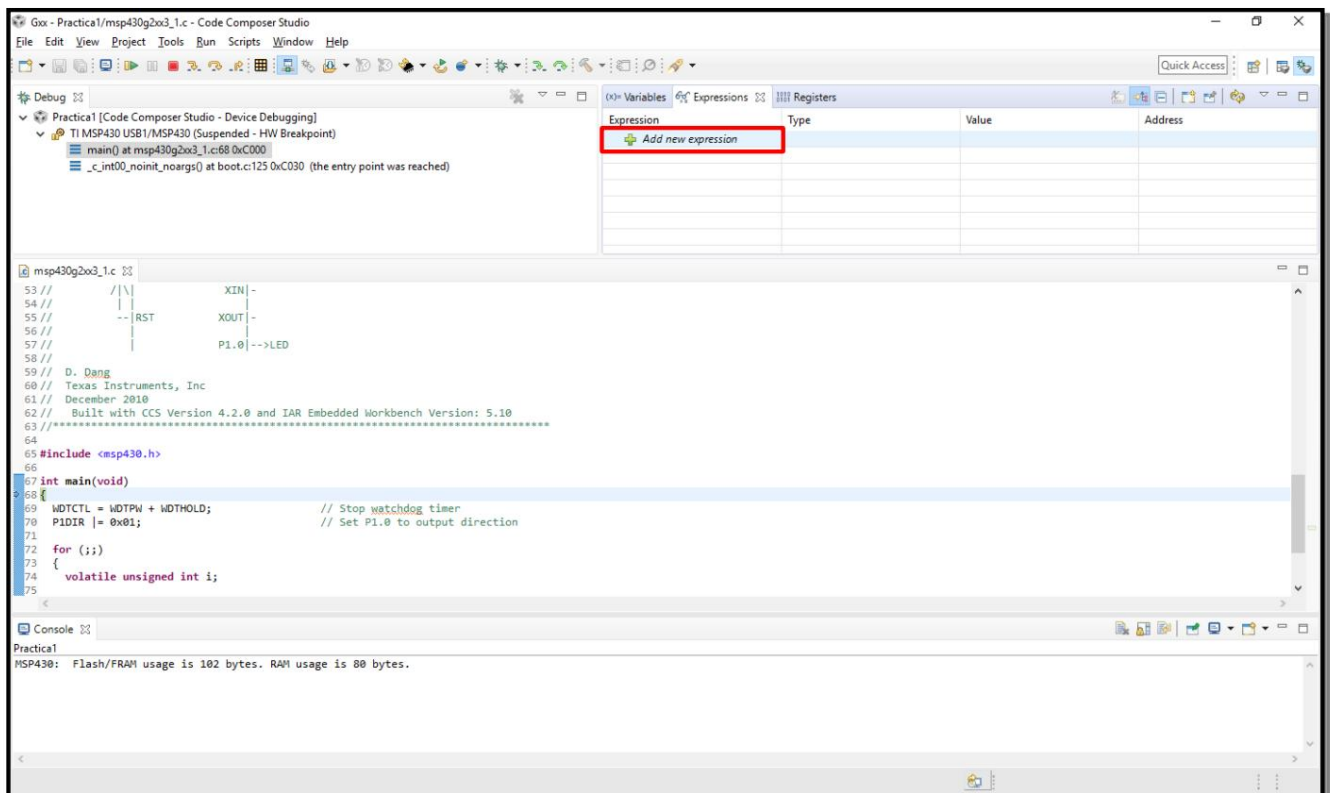 Gxx - Practica1/msp430g2xx3_1.c - Code Composer Studio
File Edit View Project Tools Run Scripts Window Help
Quick Access
Debug
(x)= Variables Expressions Registers
Practica1 [Code Composer Studio - Device Debugging]
TI MSP430 USB1/MSP430 (Suspended - HW Breakpoint)
main() at msp430g2xx3_1.c:68 0xC000
_c_int00_noinit_noargs() at boot.c:125 0xC030 (the entry point was reached)
Expression Type Value Address
Add new expression
msp430g2xx3_1.c
53 // /|\| XIN|-
54 // | | |
55 // --|RST XOUT|-
56 // | |
57 // | P1.0|-->LED
58 //
59 // D. Dang
60 // Texas Instruments, Inc
61 // December 2010
62 // Built with CCS Version 4.2.0 and IAR Embedded Workbench Version: 5.10
63 //******************************************************************************
64
65 #include <msp430.h>
66
67 int main(void)
68 {
69 WDTCTL = WDTPW + WDTHOLD; // Stop watchdog timer
70 P1DIR |= 0x01; // Set P1.0 to output direction
71
72 for (;;)
73 {
74 volatile unsigned int i;
75
Console
Practica1
MSP430: Flash/FRAM usage is 102 bytes. RAM usage is 80 bytes.